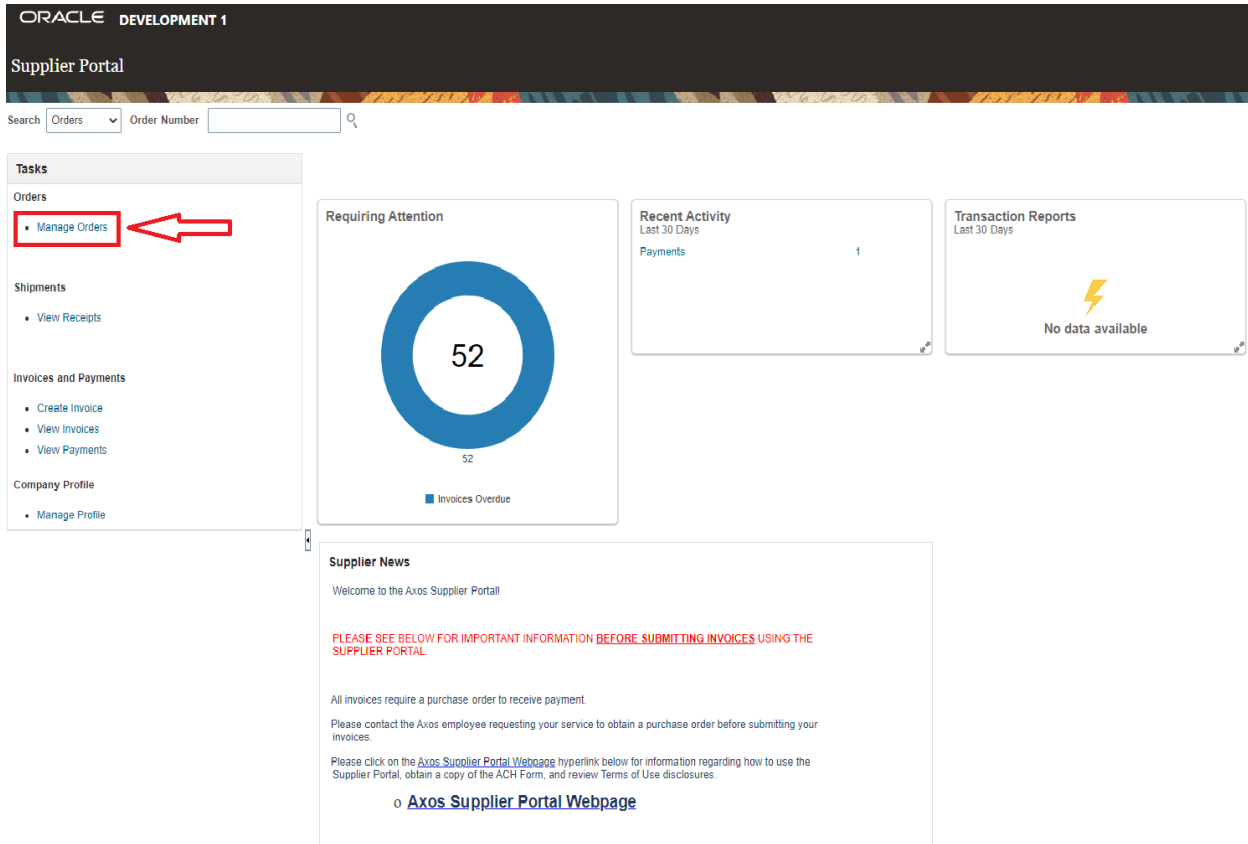 ORACLE DEVELOPMENT 1
Supplier Portal
Search Orders Order Number
Tasks
Orders
• Manage Orders
Shipments
• View Receipts
Invoices and Payments
• Create Invoice
• View Invoices
• View Payments
Company Profile
• Manage Profile
Requiring Attention
52
52
Invoices Overdue
Recent Activity
Last 30 Days
Payments 1
Transaction Reports
Last 30 Days
No data available
Supplier News
Welcome to the Axos Supplier Portal!
PLEASE SEE BELOW FOR IMPORTANT INFORMATION BEFORE SUBMITTING INVOICES USING THE
SUPPLIER PORTAL.
All invoices require a purchase order to receive payment.
Please contact the Axos employee requesting your service to obtain a purchase order before submitting your
invoices.
Please click on the Axos Supplier Portal Webpage hyperlink below for information regarding how to use the
Supplier Portal, obtain a copy of the ACH Form, and review Terms of Use disclosures.
o Axos Supplier Portal Webpage